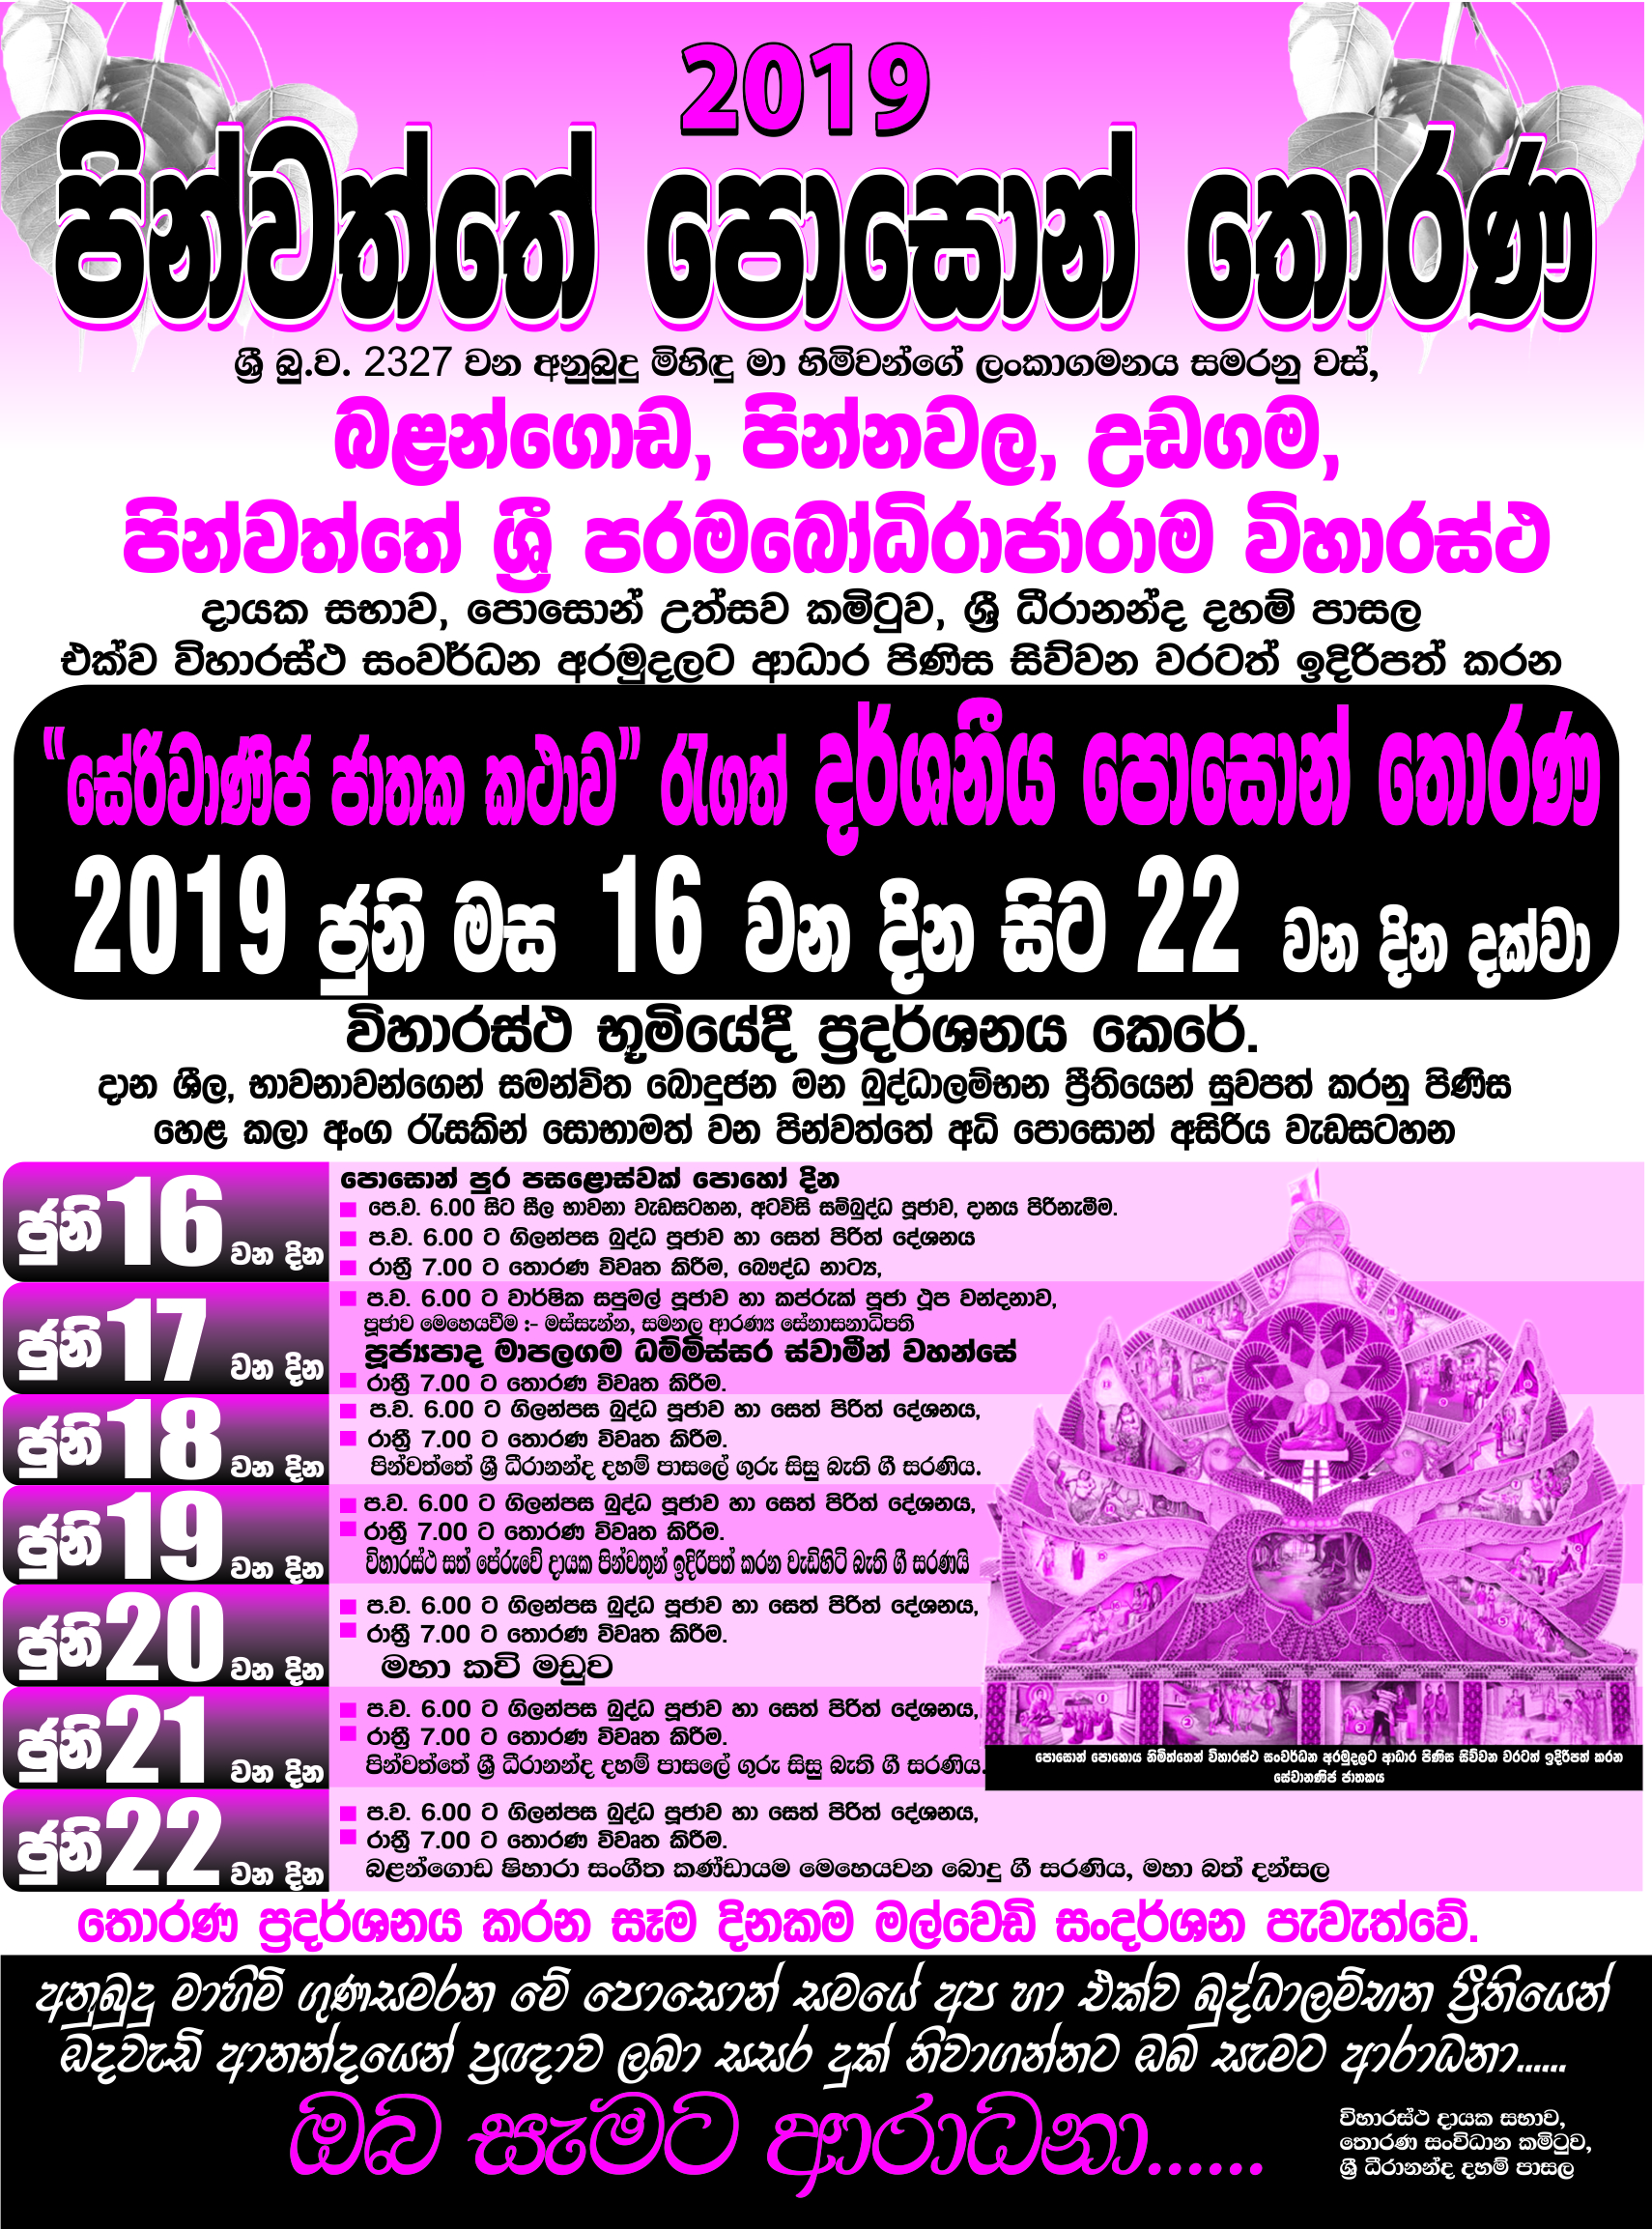 2019
පින්වත්තේ පොසොන් තොරණ
ශ්‍රී බු.ව. 2327 වන අනුබුදු මිහිඳු මා හිමිවන්ගේ ලංකාගමනය සමරනු වස්,
බළන්ගොඩ, පින්නවල, උඩගම,
පින්වත්තේ ශ්‍රී පරමබෝධිරාජාරාම විහාරස්ථ
දායක සභාව, පොසොන් උත්සව කමිටුව, ශ්‍රී ධීරානන්ද දහම් පාසල
එක්ව විහාරස්ථ සංවර්ධන අරමුදලට ආධාර පිණිස සිව්වන වරටත් ඉදිරිපත් කරන
“සේරිවාණිජ ජාතක කථාව” රැගත් දර්ශනීය පොසොන් තොරණ
2019 ජුනි මස 16 වන දින සිට 22 වන දින දක්වා
විහාරස්ථ භූමියේදී ප්‍රදර්ශනය කෙරේ.
දාන ශීල, භාවනාවන්ගෙන් සමන්විත බොදුජන මන බුද්ධාලම්භන ප්‍රීතියෙන් සුවපත් කරනු පිණිස
හෙළ කලා අංග රැසකින් සොභාමත් වන පින්වත්තේ අධි පොසොන් අසිරිය වැඩසටහන
ජුනි 16 වන දින
පොසොන් පුර පසළොස්වක් පොහෝ දින
පෙ.ව. 6.00 සිට සීල භාවනා වැඩසටහන, අටවිසි සම්බුද්ධ පූජාව, දානය පිරිනැමීම.
ප.ව. 6.00 ට ගිලන්පස බුද්ධ පූජාව හා සෙත් පිරිත් දේශනය
රාත්‍රී 7.00 ට තොරණ විවෘත කිරීම, බෞද්ධ නාට්‍ය,
ජුනි 17 වන දින
ප.ව. 6.00 ට වාර්ෂික සපුමල් පූජාව හා කප්රුක් පූජා ථූප වන්දනාව,
පූජාව මෙහෙයවීම :- මස්සැන්න, සමනල ආරණ්‍ය සේනාසනාධිපති
පූජ්‍යපාද මාපලගම ධම්මිස්සර ස්වාමීන් වහන්සේ
රාත්‍රී 7.00 ට තොරණ විවෘත කිරීම.
ජුනි 18 වන දින
ප.ව. 6.00 ට ගිලන්පස බුද්ධ පූජාව හා සෙත් පිරිත් දේශනය,
රාත්‍රී 7.00 ට තොරණ විවෘත කිරීම.
පින්වත්තේ ශ්‍රී ධීරානන්ද දහම් පාසලේ ගුරු සිසු බැති ගී සරණිය.
ජුනි 19 වන දින
ප.ව. 6.00 ට ගිලන්පස බුද්ධ පූජාව හා සෙත් පිරිත් දේශනය,
රාත්‍රී 7.00 ට තොරණ විවෘත කිරීම.
විහාරස්ථ සත් පේරුවේ දායක පින්වතුන් ඉදිරිපත් කරන වැඩිහිටි බැති ගී සරණයි
ජුනි 20 වන දින
ප.ව. 6.00 ට ගිලන්පස බුද්ධ පූජාව හා සෙත් පිරිත් දේශනය,
රාත්‍රී 7.00 ට තොරණ විවෘත කිරීම.
මහා කවි මඩුව
ජුනි 21 වන දින
ප.ව. 6.00 ට ගිලන්පස බුද්ධ පූජාව හා සෙත් පිරිත් දේශනය,
රාත්‍රී 7.00 ට තොරණ විවෘත කිරීම.
පින්වත්තේ ශ්‍රී ධීරානන්ද දහම් පාසලේ ගුරු සිසු බැති ගී සරණිය.
පොසොන් පොහොය නිමිත්තෙන් විහාරස්ථ සංවර්ධන අරමුදලට ආධාර පිණිස සිව්වන වරටත් ඉදිරිපත් කරන
සේවානණිජ ජාතකය
ජුනි 22 වන දින
ප.ව. 6.00 ට ගිලන්පස බුද්ධ පූජාව හා සෙත් පිරිත් දේශනය,
රාත්‍රී 7.00 ට තොරණ විවෘත කිරීම.
බළන්ගොඩ ෂිහාරා සංගීත කණ්ඩායම මෙහෙයවන බොදු ගී සරණිය, මහා බත් දන්සල
තොරණ ප්‍රදර්ශනය කරන සෑම දිනකම මල්වෙඩි සංදර්ශන පැවැත්වේ.
අනුබුදු මාහිමි ගුණසමරන මේ පොසොන් සමයේ අප හා එක්ව බුද්ධාලම්භන ප්‍රීතියෙන්
ඔදවැඩි ආනන්දයෙන් ප්‍රඥාව ලබා සසර දුක් නිවාගන්නට ඔබ සැමට ආරාධනා......
ඔබ සැමට ආරාධනා......
විහාරස්ථ දායක සභාව,
තොරණ සංවිධාන කමිටුව,
ශ්‍රී ධීරානන්ද දහම් පාසල